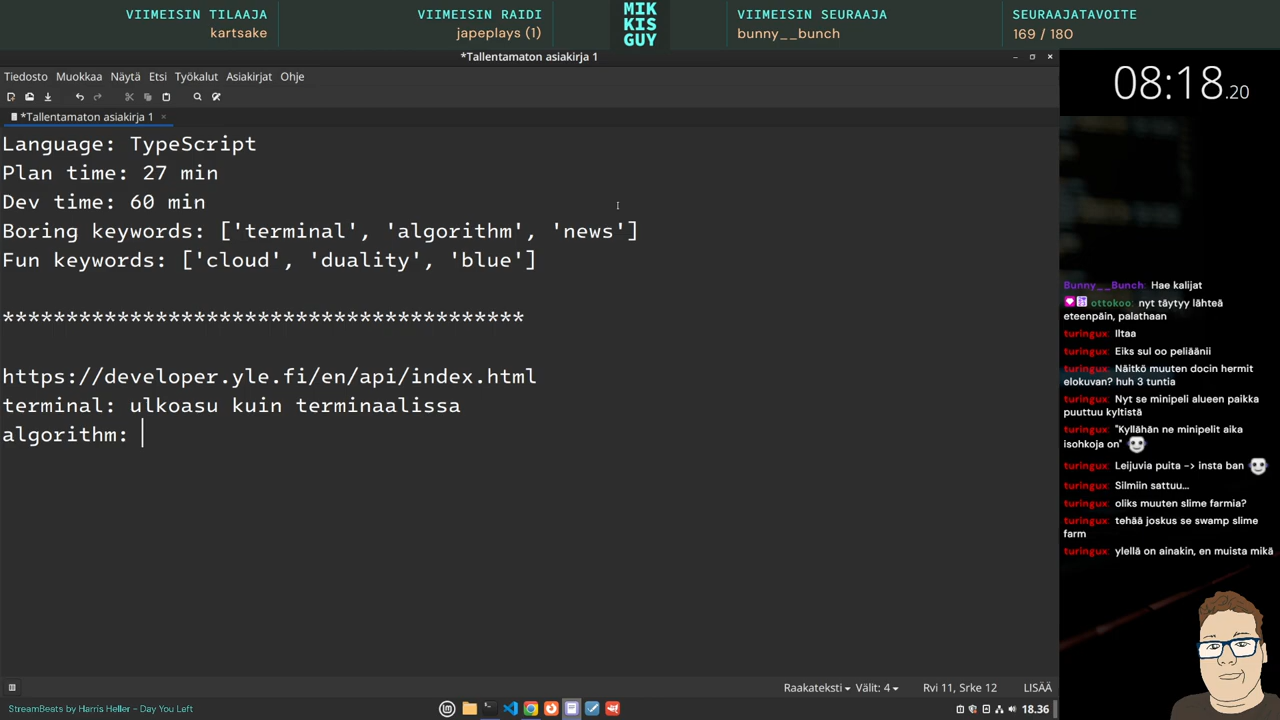 VIIMEISIN TILAAJA
kartsake
VIIMEISIN RAIDI
japeplays (1)
MIK
KIS
GUY
VIIMEISIN SEURAAJA
bunny__bunch
SEURAAJATAVOITE
169 / 180
*Tallentamaton asiakirja 1
Tiedosto Muokkaa Näytä Etsi Työkalut Asiakirjat Ohje
*Tallentamaton asiakirja 1
Language: TypeScript
Plan time: 27 min
Dev time: 60 min
Boring keywords: ['terminal', 'algorithm', 'news']
Fun keywords: ['cloud', 'duality', 'blue']
*****************************************
https://developer.yle.fi/en/api/index.html
terminal: ulkoasu kuin terminaalissa
algorithm:
Raakateksti Välit: 4 Rvi 11, Srke 12 LISÄÄ
StreamBeats by Harris Heller – Day You Left
18.36
08:18.20
Bunny__Bunch: Hae kalijat
ottokoo: nyt täytyy lähteä
eteenpäin, palathaan
turingux: Iltaa
turingux: Eiks sul oo peliäänii
turingux: Näitkö muuten docin hermit
elokuvan? huh 3 tuntia
turingux: Nyt se minipeli alueen paikka
puuttuu kyltistä
turingux: "Kyllähän ne minipelit aika
isohkoja on"
turingux: Leijuvia puita -> insta ban
turingux: Silmiin sattuu...
turingux: oliks muuten slime farmia?
turingux: tehää joskus se swamp slime
farm
turingux: ylellä on ainakin, en muista mikä